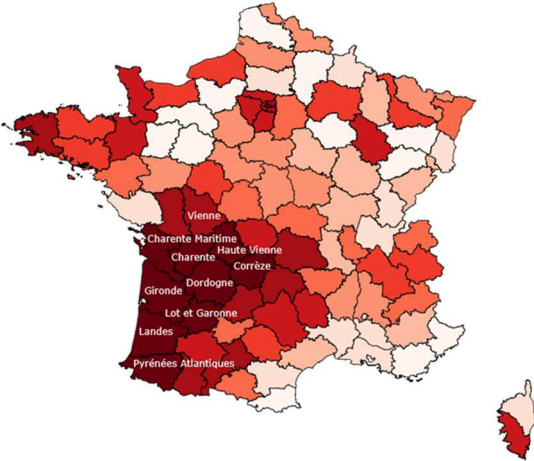 Vienne
Charente Maritime
Haute Vienne
Charente
Corrèze
Dordogne
Gironde
Lot et Garonne
Landes
Pyrénées Atlantiques